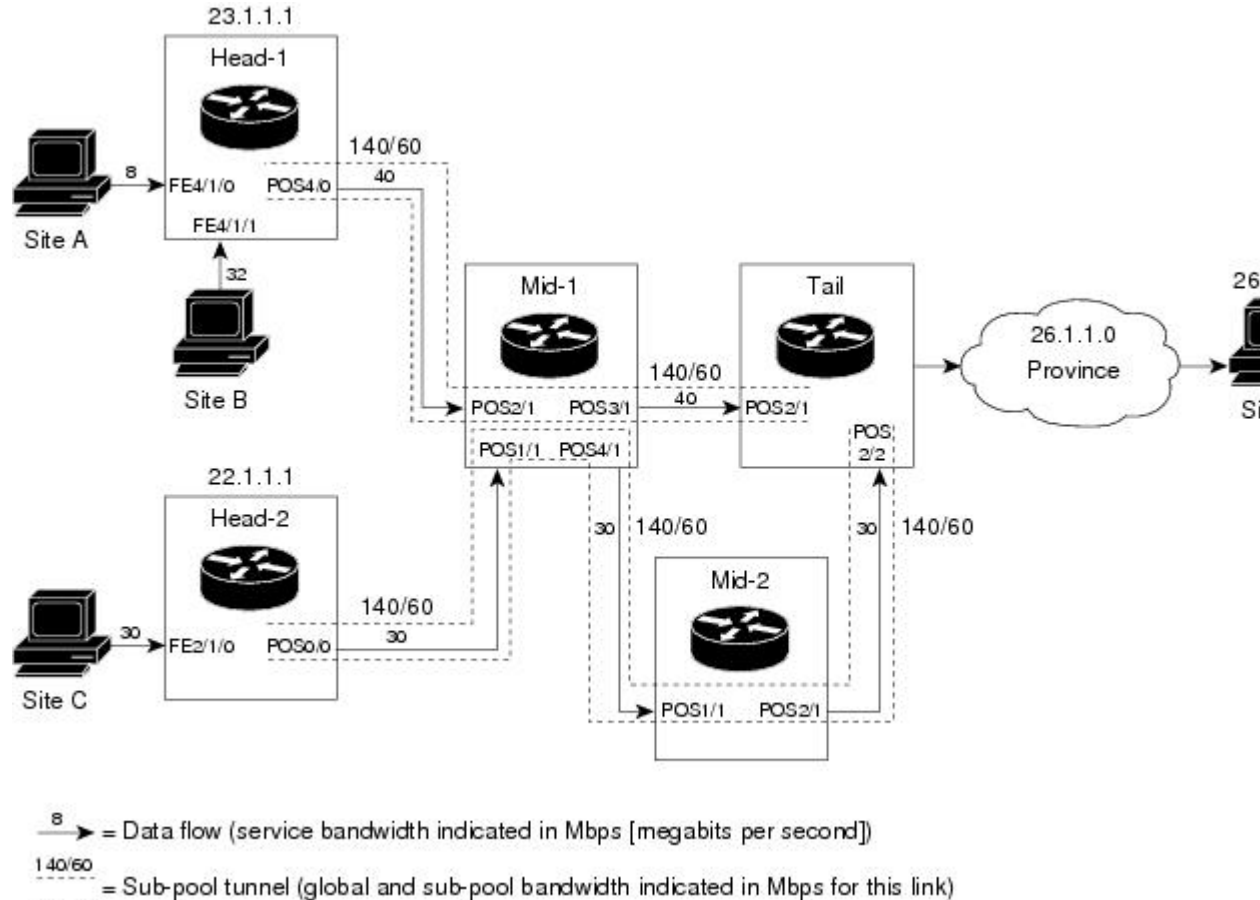 23.1.1.1
Head-1
140/60
40
8
FE4/1/0
POS4/0
FE4/1/1
Site A
32
Site B
Mid-1
Tail
26
26.1.1.0
Province
140/60
40
POS2/1
POS3/1
POS2/1
POS1/1
POS4/1
POS
2/2
Si
22.1.1.1
Head-2
30
140/60
30
140/60
Mid-2
140/60
30
30
FE2/1/0
POS0/0
Site C
POS1/1
POS2/1
8
= Data flow (service bandwidth indicated in Mbps [megabits per second])
140/60
= Sub-pool tunnel (global and sub-pool bandwidth indicated in Mbps for this link)